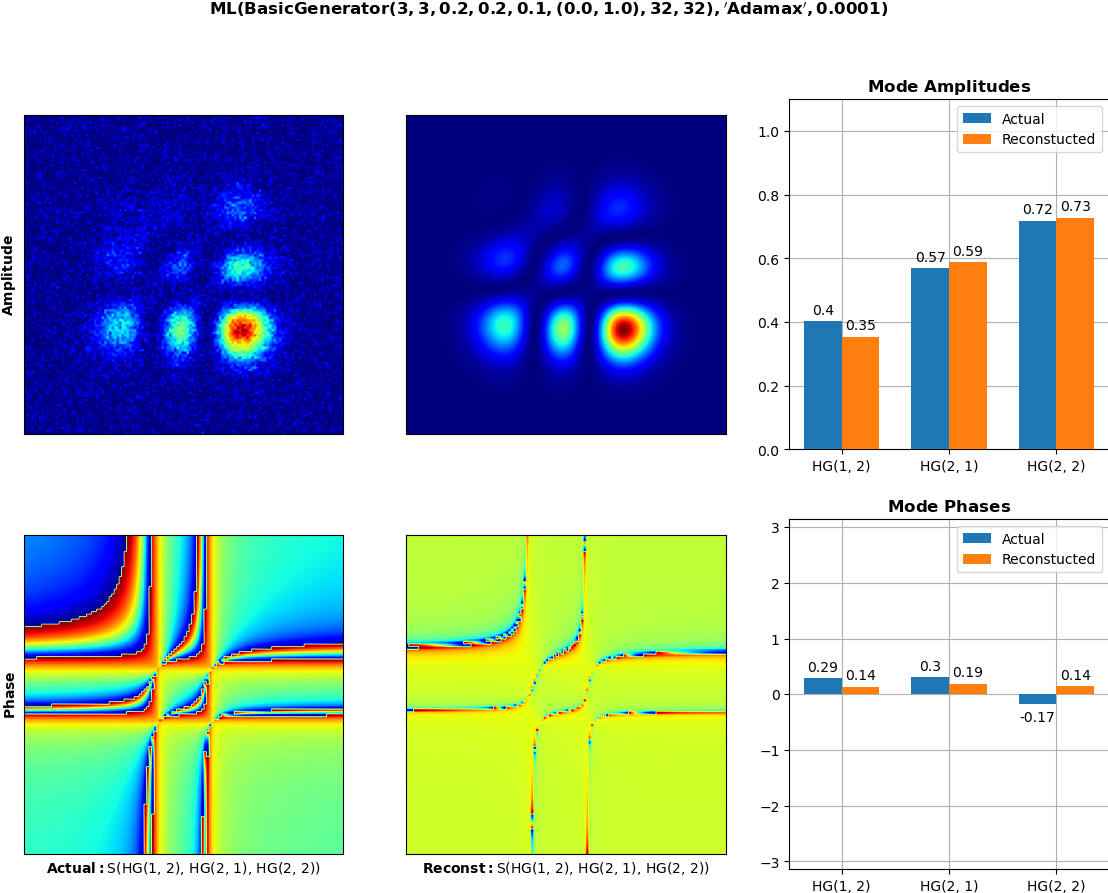 ML(BasicGenerator(3, 3, 0.2, 0.2, 0.1, (0.0, 1.0), 32, 32), 'Adamax', 0.0001)
Amplitude
Mode Amplitudes
Actual
Reconstucted
1.0
0.8
0.6
0.4
0.2
0.0
0.4
0.35
0.57
0.59
0.72
0.73
HG(1, 2)
HG(2, 1)
HG(2, 2)
Phase
Actual: S(HG(1, 2), HG(2, 1), HG(2, 2))
Reconst: S(HG(1, 2), HG(2, 1), HG(2, 2))
Mode Phases
Actual
Reconstucted
3
2
1
0
−1
−2
−3
0.29
0.14
0.3
0.19
-0.17
0.14
HG(1, 2)
HG(2, 1)
HG(2, 2)